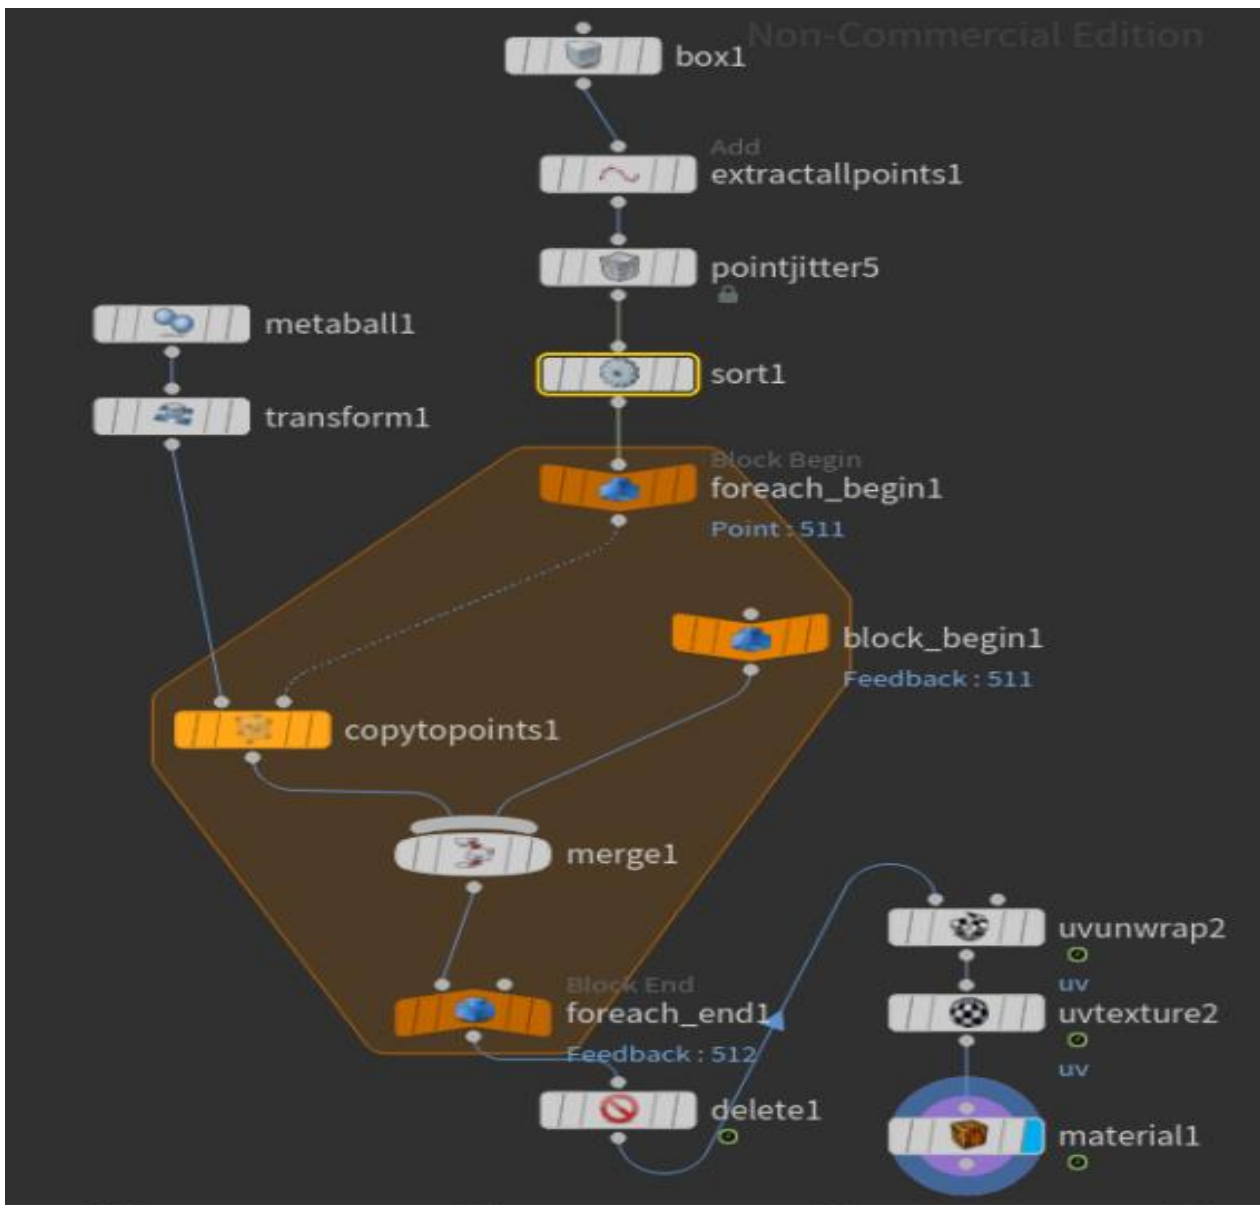 Non-Commercial Edition
box1
Add
extractallpoints1
pointjitter5
metaball1
sort1
transform1
Block Begin
foreach_begin1
Point : 511
block_begin1
Feedback : 511
copytopoints1
merge1
uvunwrap2
uv
Block End
foreach_end1
Feedback : 512
uvtexture2
uv
delete1
material1